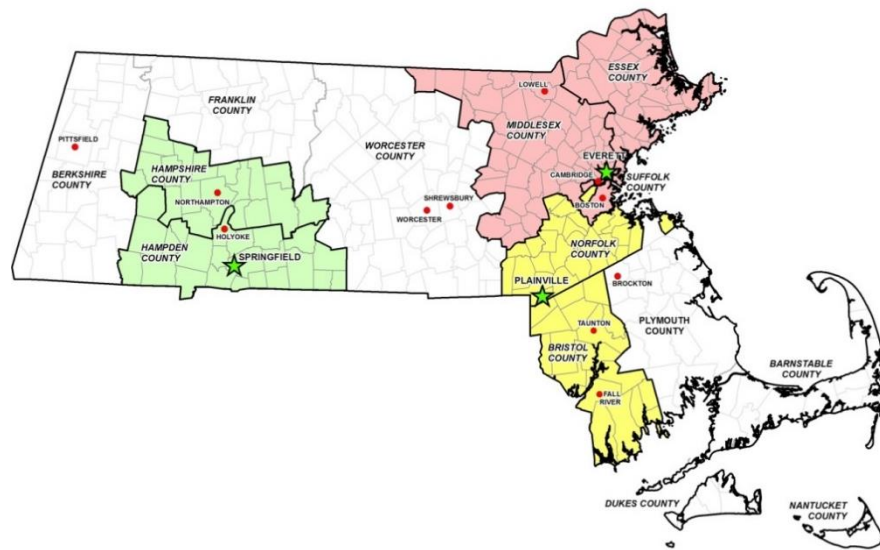 ESSEX
COUNTY
LOWELL
FRANKLIN
COUNTY
MIDDLESEX
COUNTY
PITTSFIELD
WORCESTER
COUNTY
EVERETT
BERKSHIRE
COUNTY
HAMPSHIRE
COUNTY
CAMBRIDGE
SUFFOLK
COUNTY
NORTHAMPTON
SHREWSBURY
BOSTON
WORCESTER
HOLYOKE
HAMPDEN
COUNTY
SPRINGFIELD
NORFOLK
COUNTY
PLAINVILLE
BROCKTON
TAUNTON
PLYMOUTH
COUNTY
BRISTOL
COUNTY
BARNSTABLE
COUNTY
FALL
RIVER
DUKES COUNTY
NANTUCKET
COUNTY